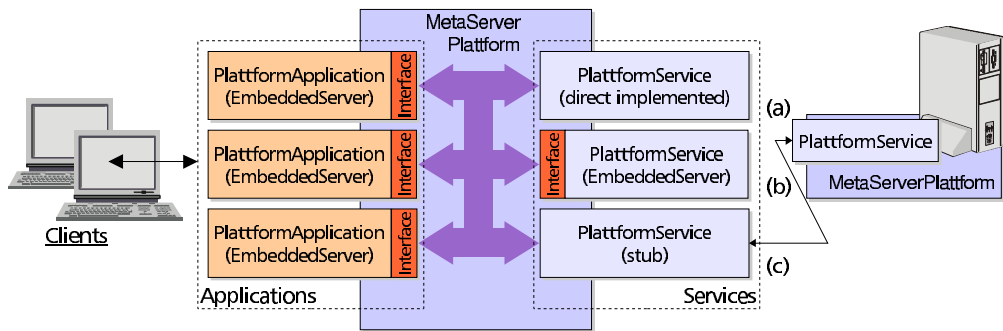 MetaServer
Plattform
PlattformApplication
(EmbeddedServer)
Interface
PlattformService
(direct implemented)
(a)
PlattformApplication
(EmbeddedServer)
Interface
Interface
PlattformService
(EmbeddedServer)
(b)
PlattformService
MetaServerPlattform
PlattformApplication
(EmbeddedServer)
Interface
PlattformService
(stub)
(c)
Clients
Applications
Services